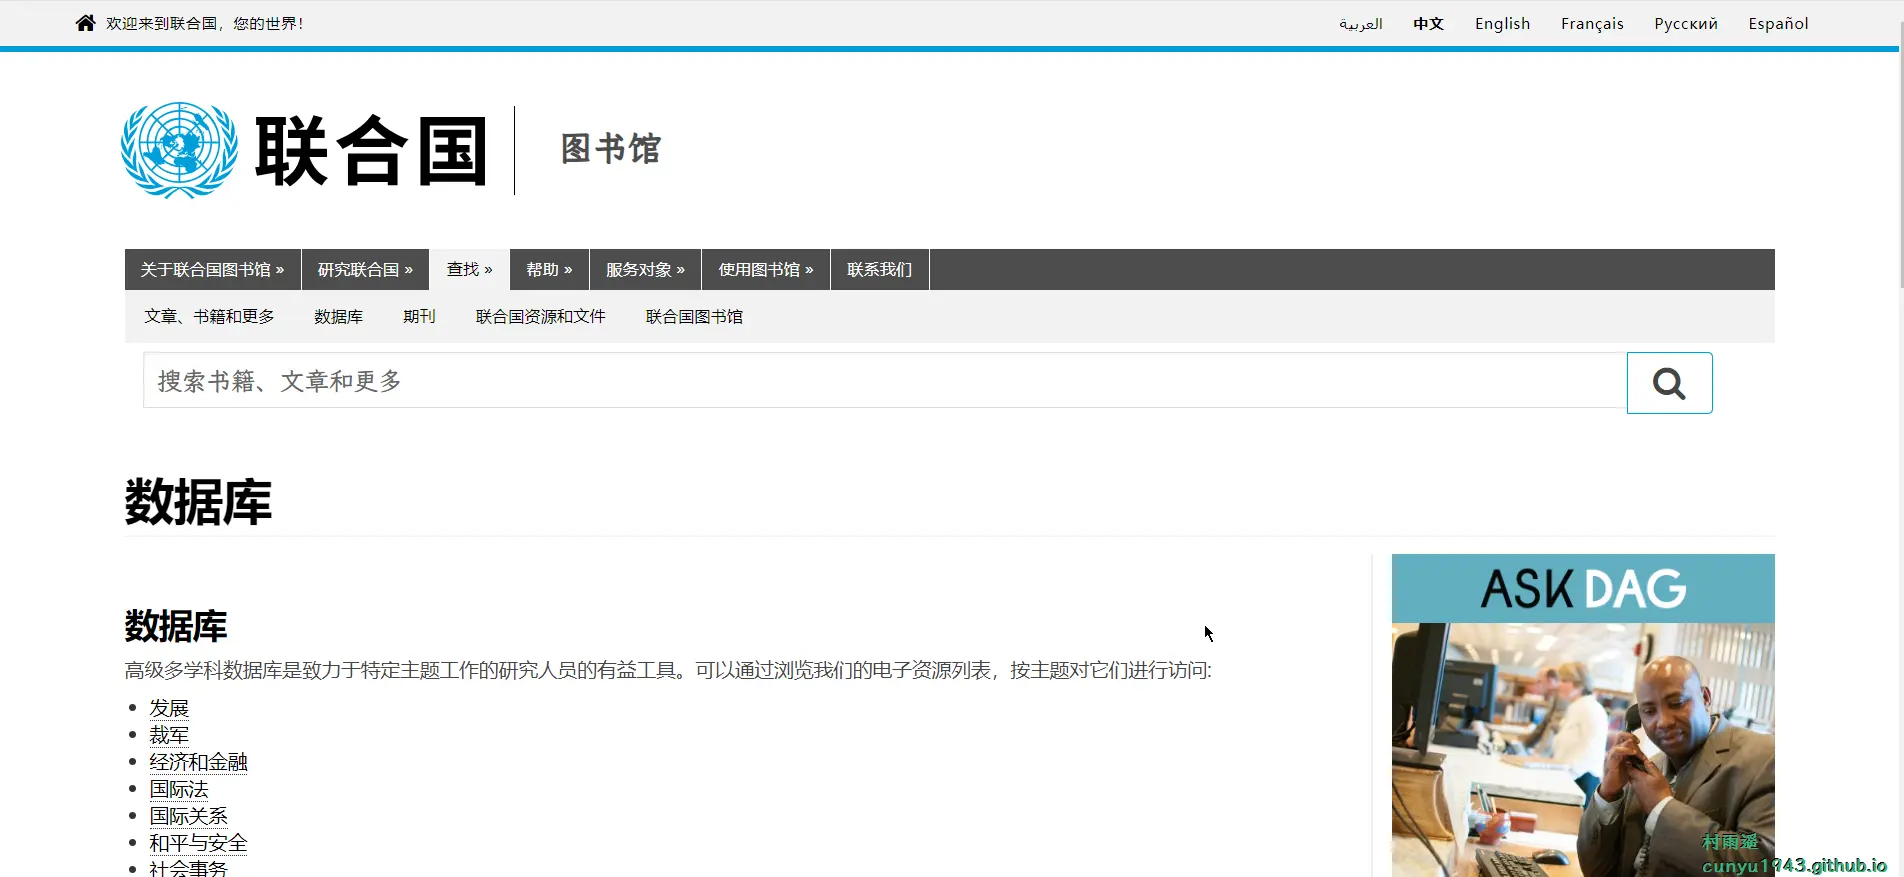 欢迎来到联合国，您的世界！
العربية 中文 English Français Русский Español
联合国 图书馆
关于联合国图书馆 » 研究联合国 » 查找 » 帮助 » 服务对象 » 使用图书馆 » 联系我们
文章、书籍和更多 数据库 期刊 联合国资源和文件 联合国图书馆
搜索书籍、文章和更多
数据库
ASK DAG
数据库
高级多学科数据库是致力于特定主题工作的研究人员的有益工具。可以通过浏览我们的电子资源列表，按主题对它们进行访问:
发展
裁军
经济和金融
国际法
国际关系
和平与安全
社会事务
村雨遥
cunyu1943.github.io